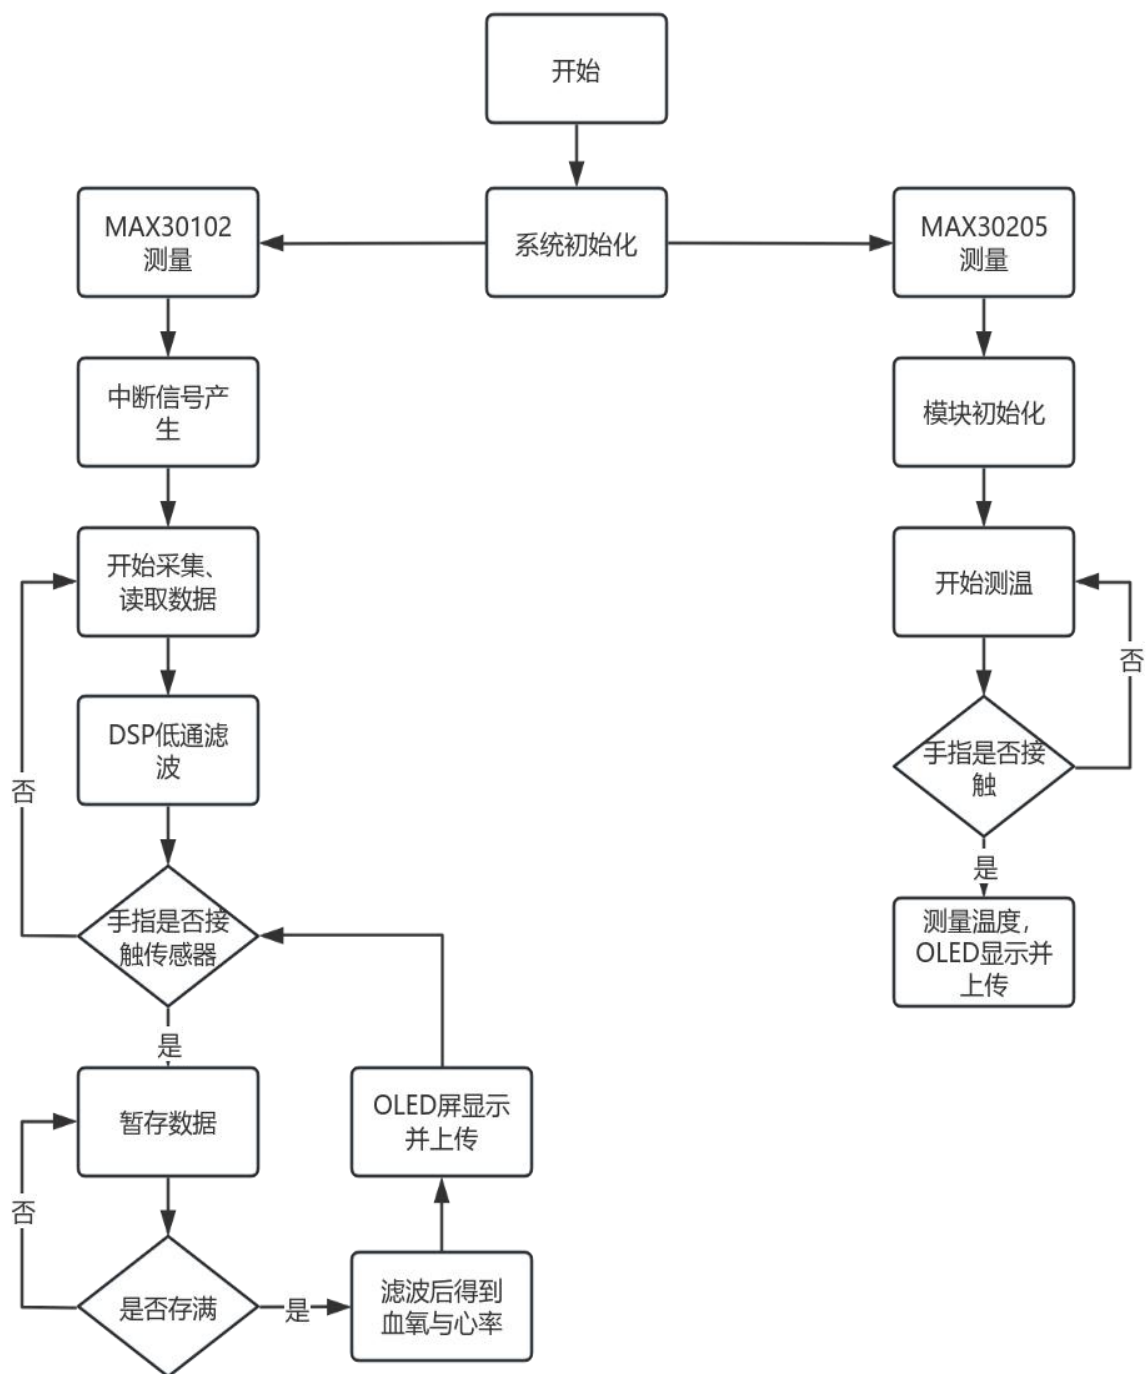 开始
系统初始化
MAX30102
测量
中断信号产
生
开始采集、
读取数据
DSP低通滤
波
否
手指是否接
触传感器
是
暂存数据
否
是否存满
是
滤波后得到
血氧与心率
OLED屏显示
并上传
MAX30205
测量
模块初始化
开始测温
否
手指是否接
触
是
测量温度，
OLED显示并
上传